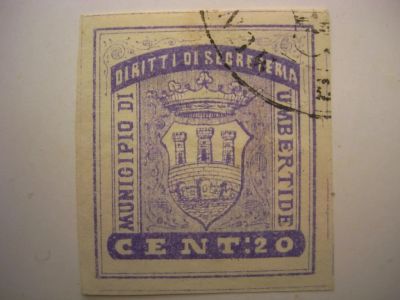 DIRITTI DI SEGRETERIA
MUNICIPIO DI
UMBERTIDE
CENT: 20